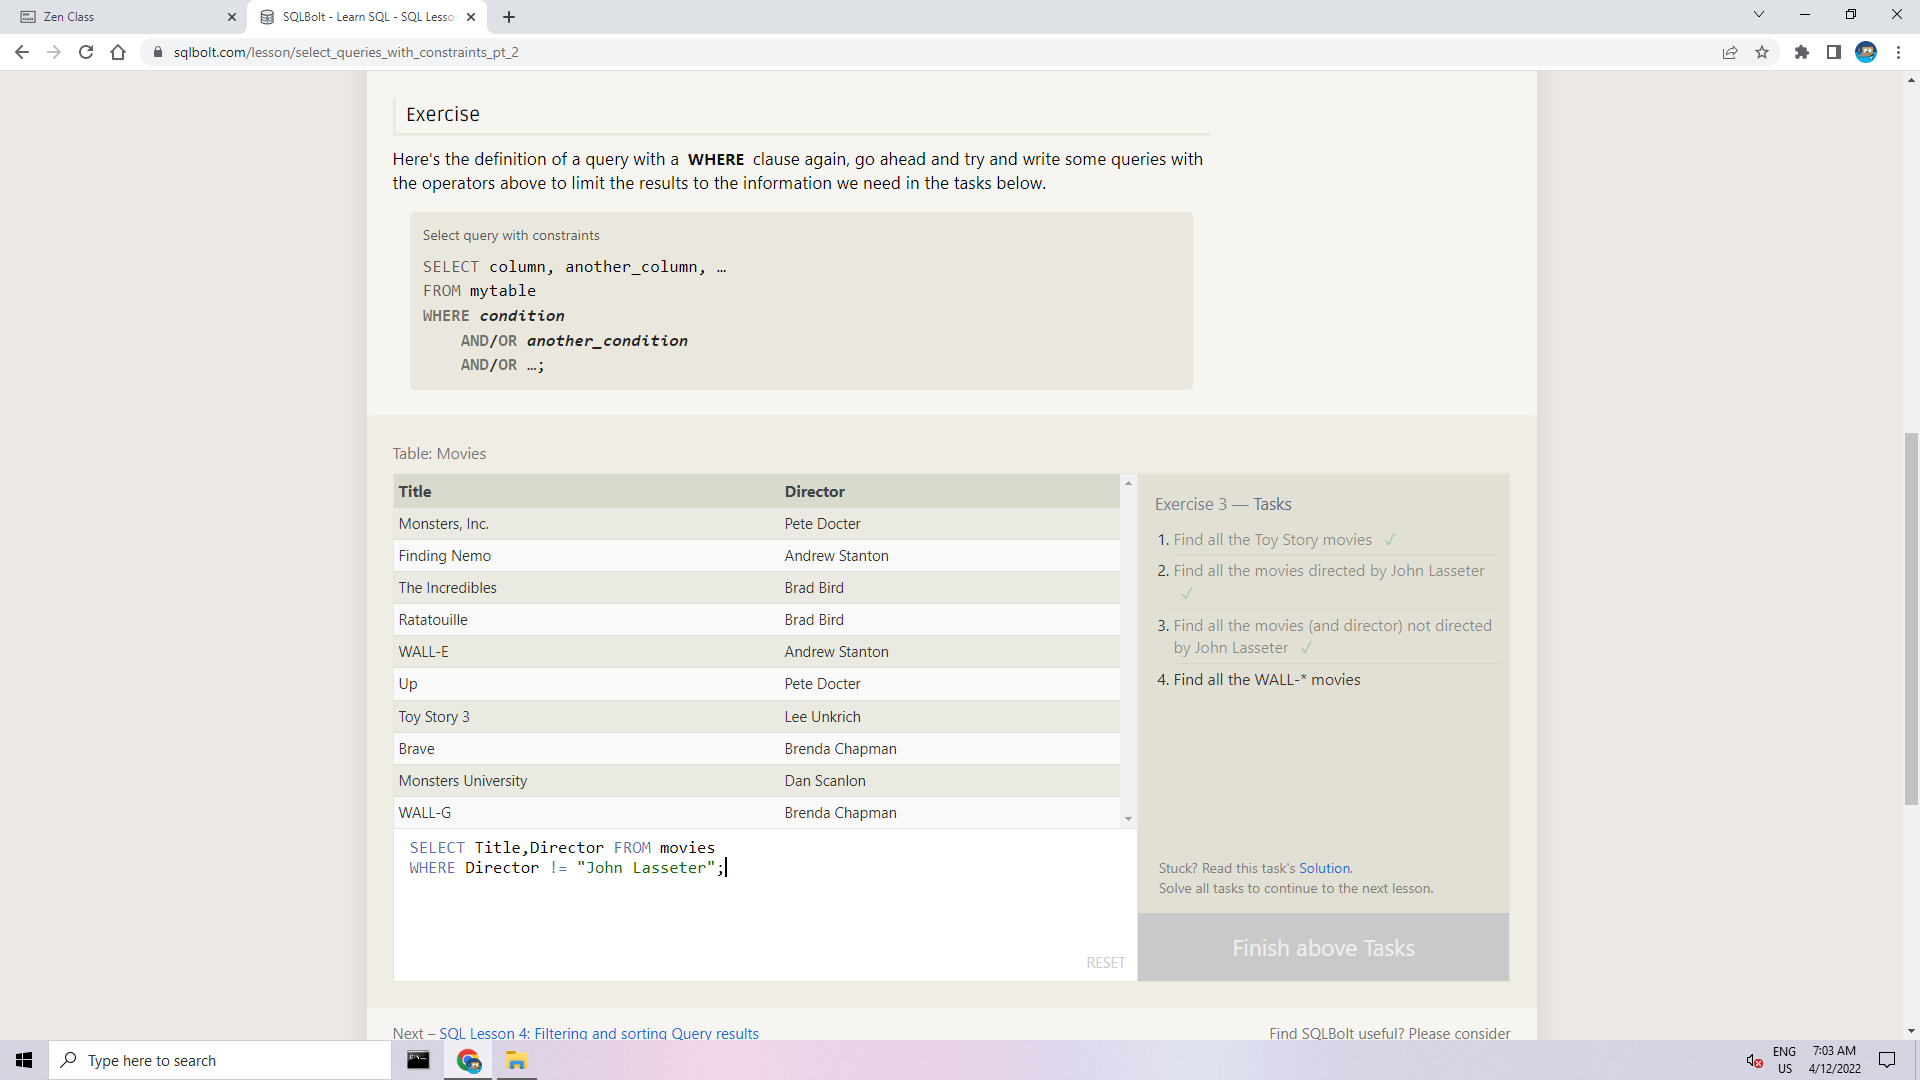 Zen Class
SQLBolt - Learn SQL - SQL Lesso
sqlbolt.com/lesson/select_queries_with_constraints_pt_2
Exercise
Here's the definition of a query with a WHERE clause again, go ahead and try and write some queries with
the operators above to limit the results to the information we need in the tasks below.
Select query with constraints
SELECT column, another_column, …
FROM mytable
WHERE condition
AND/OR another_condition
AND/OR …;
Table: Movies
Title Director
Monsters, Inc. Pete Docter
Finding Nemo Andrew Stanton
The Incredibles Brad Bird
Ratatouille Brad Bird
WALL-E Andrew Stanton
Up Pete Docter
Toy Story 3 Lee Unkrich
Brave Brenda Chapman
Monsters University Dan Scanlon
WALL-G Brenda Chapman
SELECT Title,Director FROM movies
WHERE Director != "John Lasseter";
RESET
Exercise 3 — Tasks
1. Find all the Toy Story movies ✓
2. Find all the movies directed by John Lasseter
✓
3. Find all the movies (and director) not directed
by John Lasseter ✓
4. Find all the WALL-* movies
Stuck? Read this task's Solution.
Solve all tasks to continue to the next lesson.
Finish above Tasks
Next – SQL Lesson 4: Filtering and sorting Query results
Find SQLBolt useful? Please consider
Type here to search
ENG
US
7:03 AM
4/12/2022